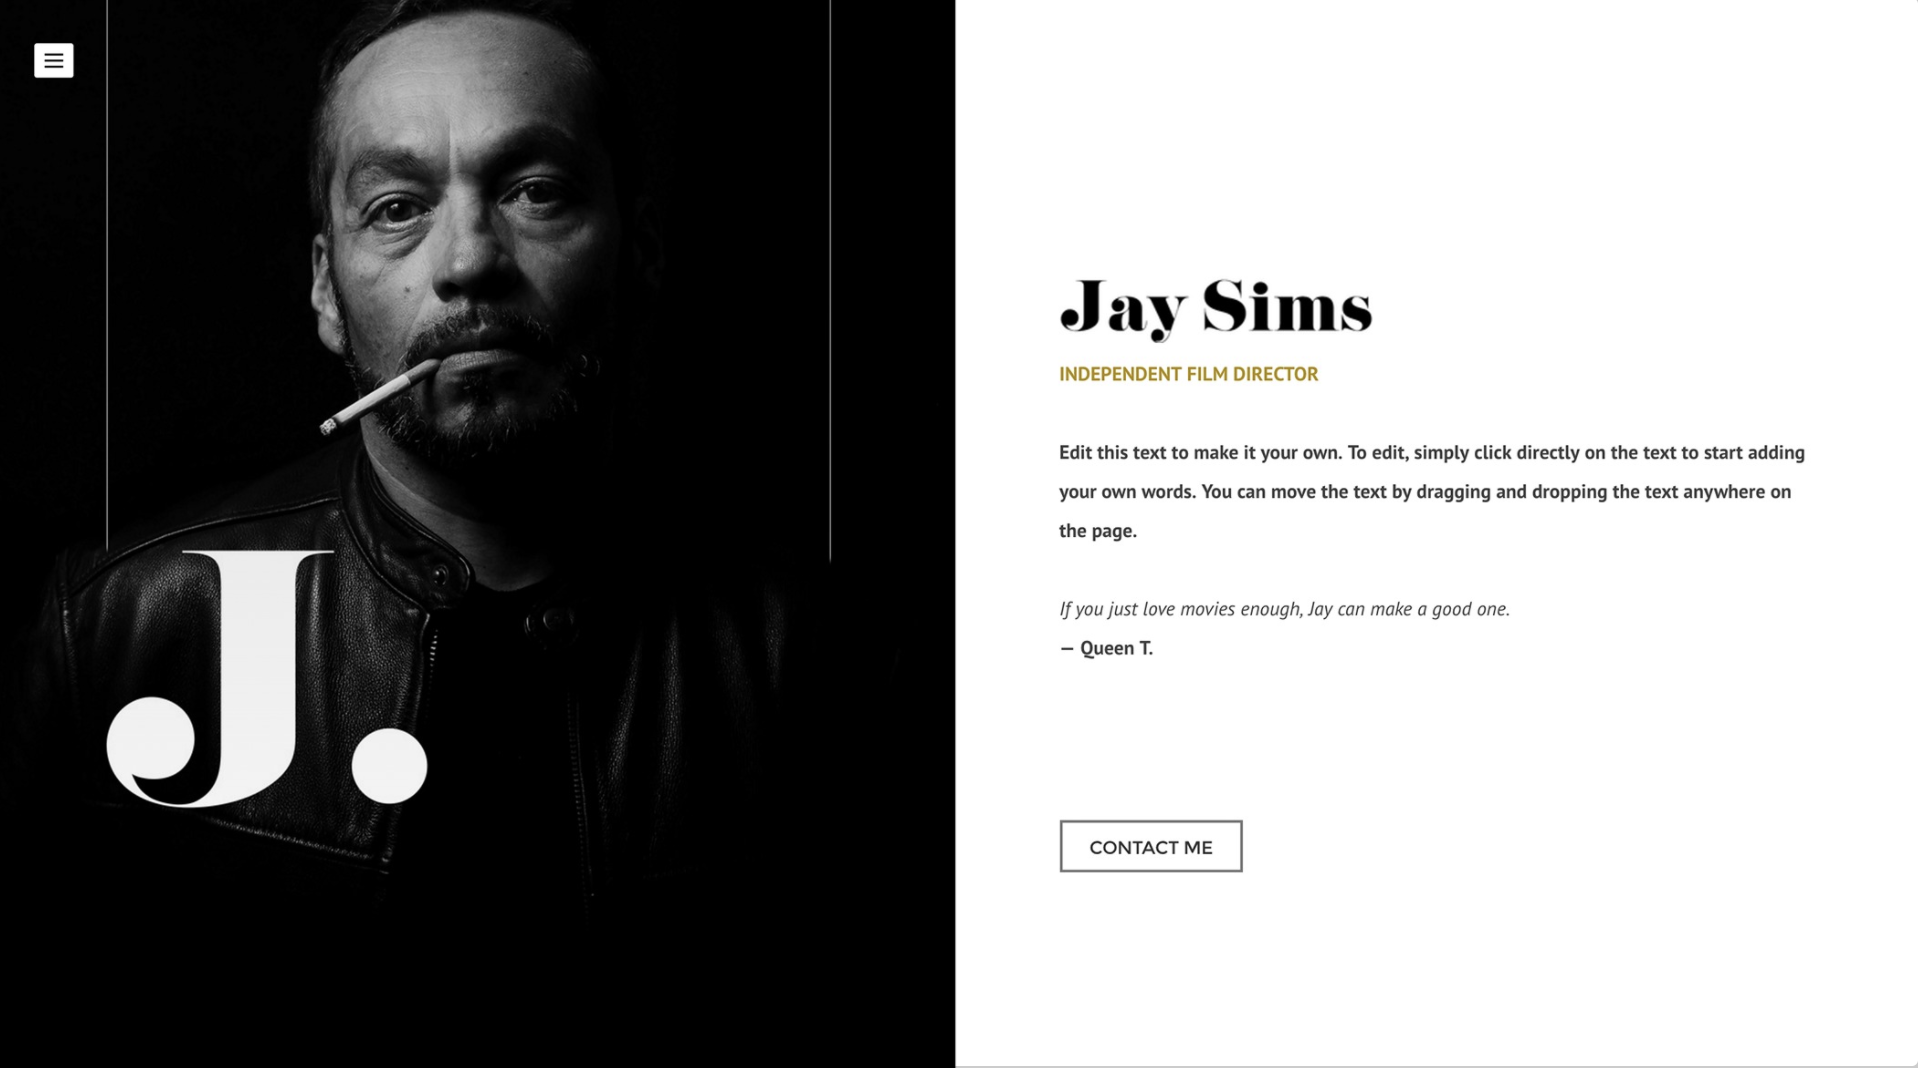 J.
Jay Sims
INDEPENDENT FILM DIRECTOR
Edit this text to make it your own. To edit, simply click directly on the text to start adding
your own words. You can move the text by dragging and dropping the text anywhere on
the page.
If you just love movies enough, Jay can make a good one.
— Queen T.
CONTACT ME